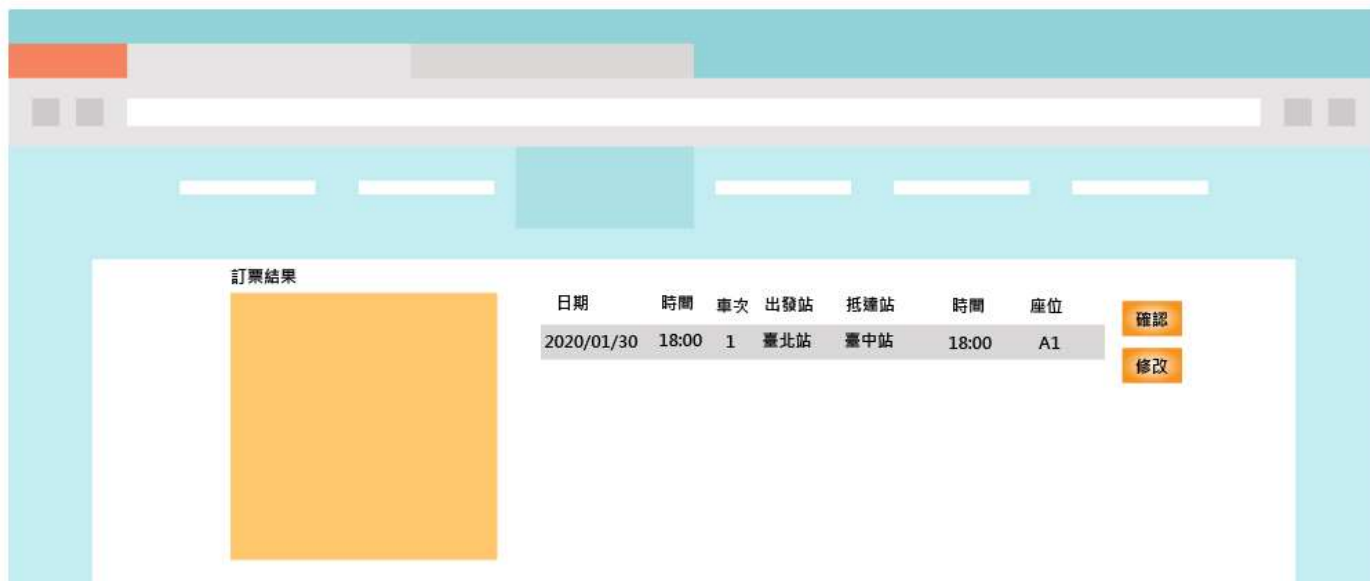 訂票結果
日期 時間 車次 出發站 抵達站 時間 座位
2020/01/30 18:00 1 臺北站 臺中站 18:00 A1
確認
修改